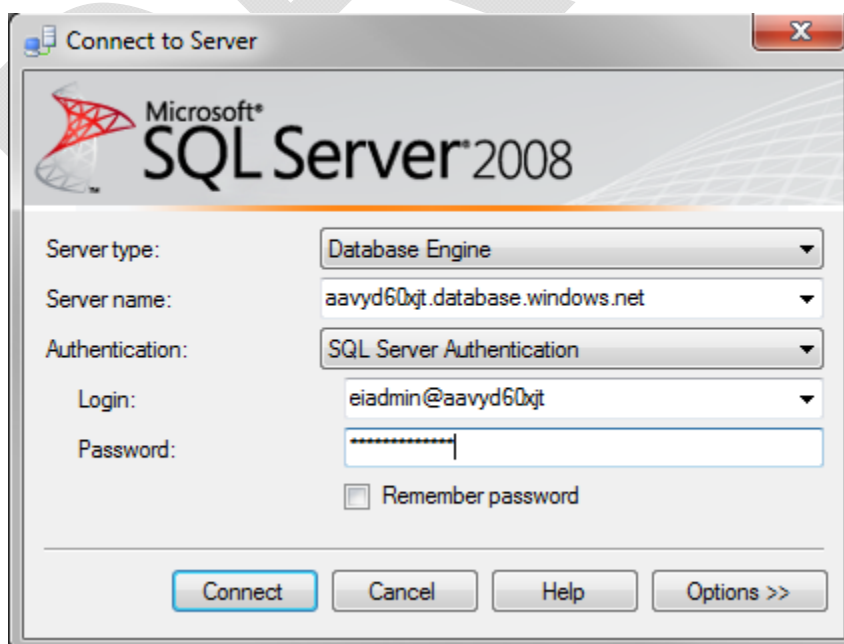 Connect to Server
Microsoft®
SQL Server® 2008
Server type: Database Engine
Server name: aavyd60xjt.database.windows.net
Authentication: SQL Server Authentication
Login: eiadmin@aavyd60xjt
Password: *************
Remember password
Connect Cancel Help Options >>